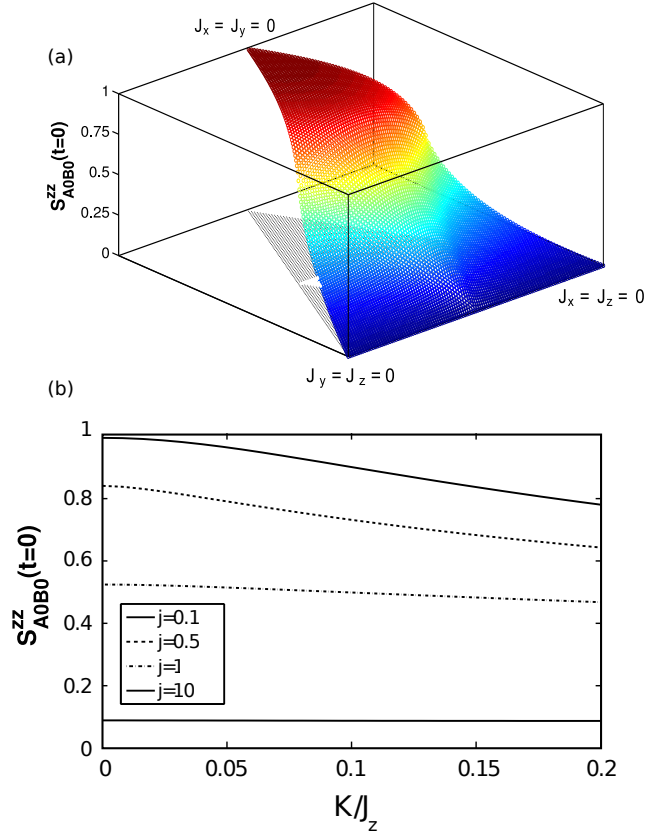 J_x = J_y = 0
(a)
1
0.75
0.5
0.25
0
S^zz_A0B0(t=0)
J_x = J_z = 0
J_y = J_z = 0
(b)
1
0.8
0.6
0.4
0.2
0
S^zz_A0B0(t=0)
j=0.1
j=0.5
j=1
j=10
0 0.05 0.1 0.15 0.2
K/J_z